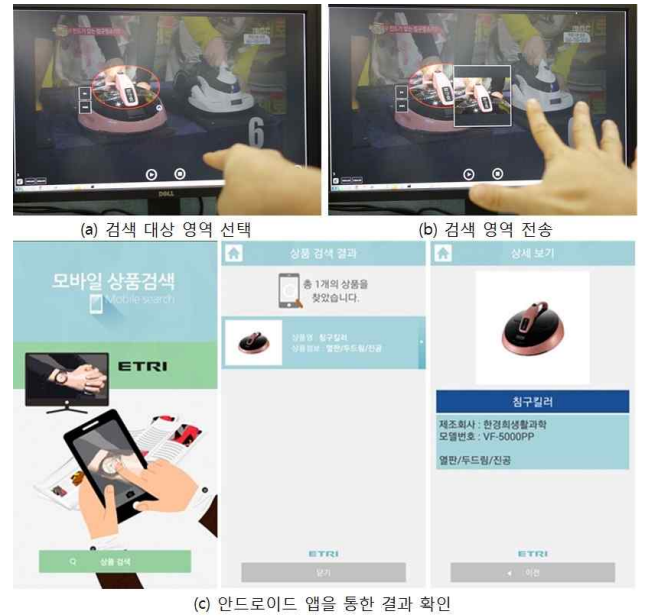 6
DELL
(a) 검색 대상 영역 선택
(b) 검색 영역 전송
모바일 상품검색
Mobile search
ETRI
상품 검색
상품 검색 결과
총 1개의 상품을
찾았습니다.
상품명 : 침구킬러
상품정보 : 열판/두드림/진공
ETRI
닫기
상세 보기
침구킬러
제조회사 : 한경희생활과학
모델번호 : VF-5000PP
열판/두드림/진공
ETRI
이전
(c) 안드로이드 앱을 통한 결과 확인